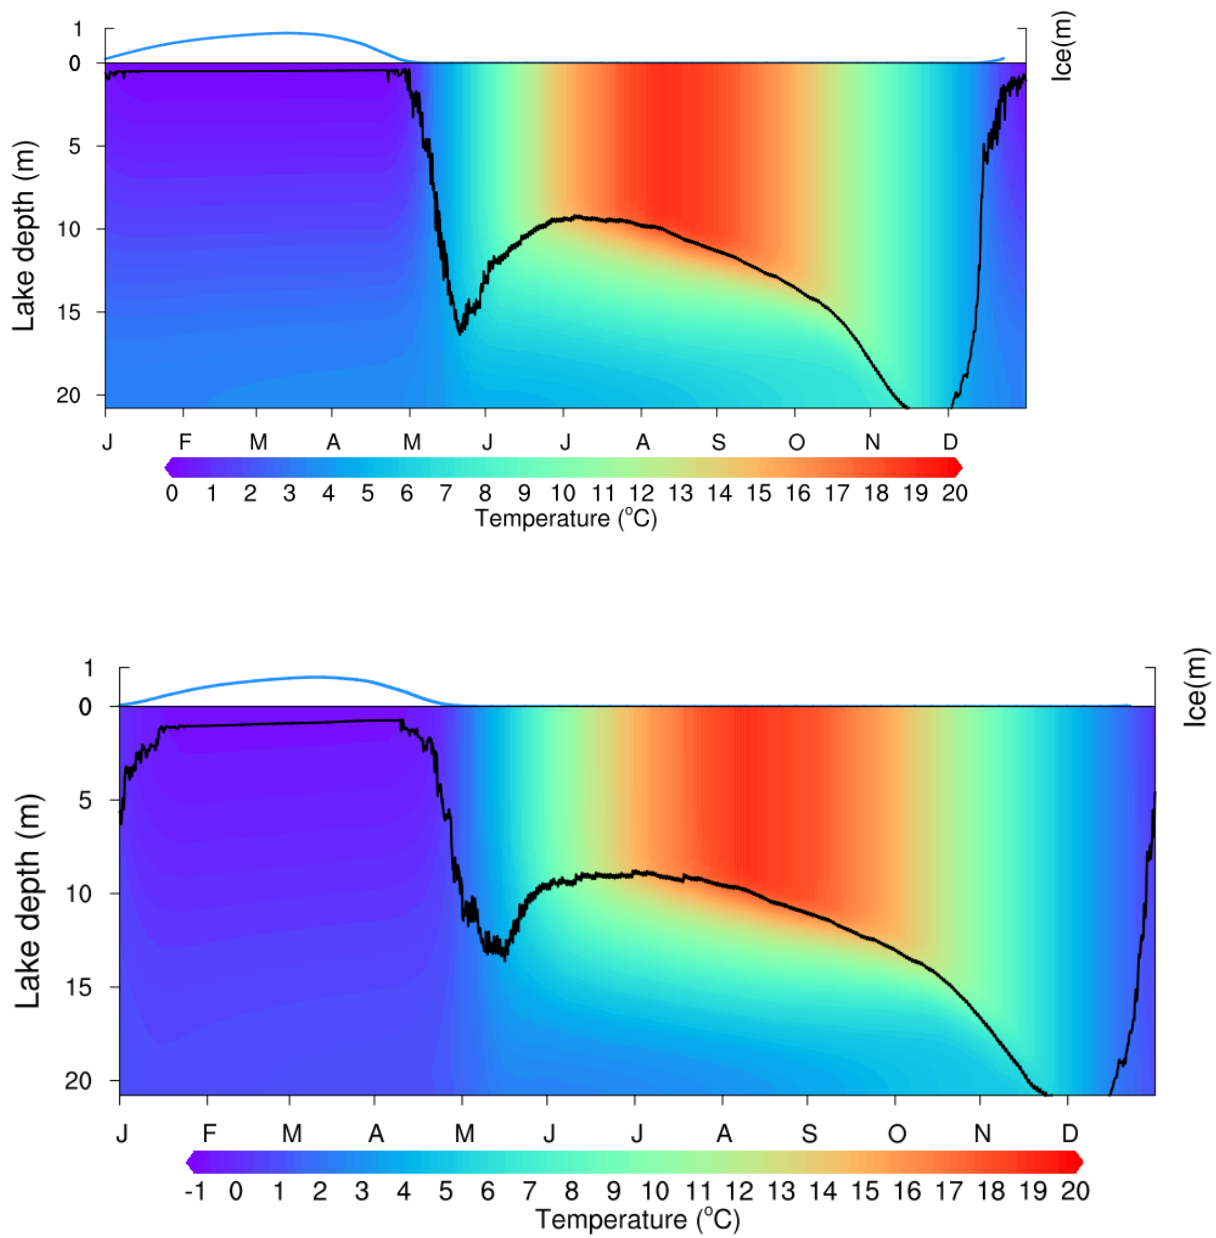 1
0
Ice(m)
Lake depth (m)
5
10
15
20
J F M A M J J A S O N D
0 1 2 3 4 5 6 7 8 9 10 11 12 13 14 15 16 17 18 19 20
Temperature (°C)
1
0
Ice(m)
Lake depth (m)
5
10
15
20
J F M A M J J A S O N D
-1 0 1 2 3 4 5 6 7 8 9 10 11 12 13 14 15 16 17 18 19 20
Temperature (°C)